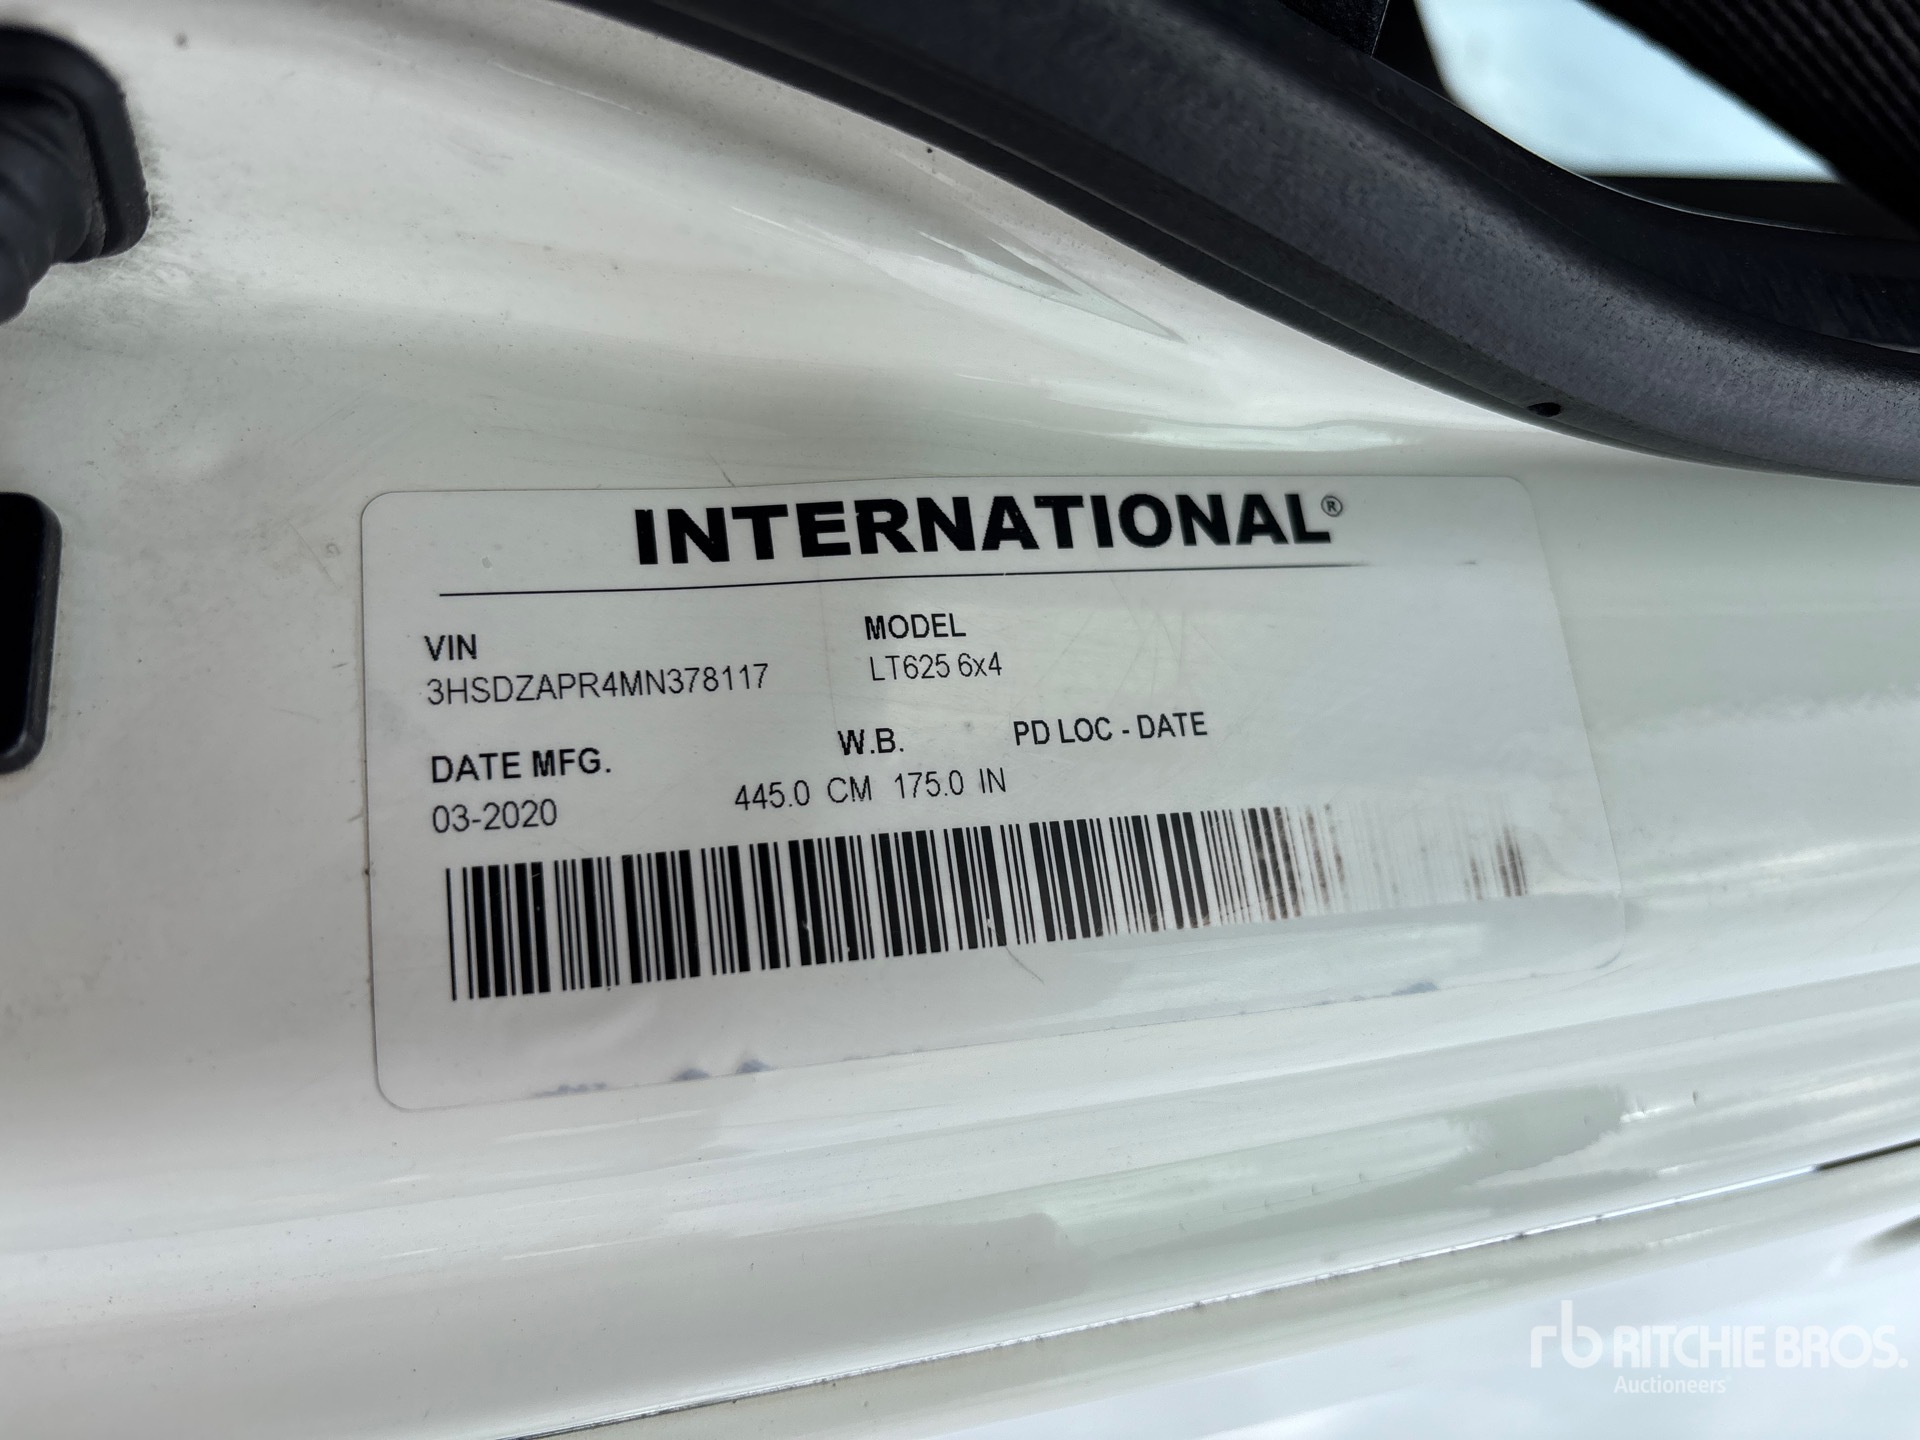 INTERNATIONAL®
VIN
3HSDZAPR4MN378117
MODEL
LT625 6x4
DATE MFG.
03-2020
W.B.
445.0 CM 175.0 IN
PD LOC - DATE
rb RITCHIE BROS.
Auctioneers